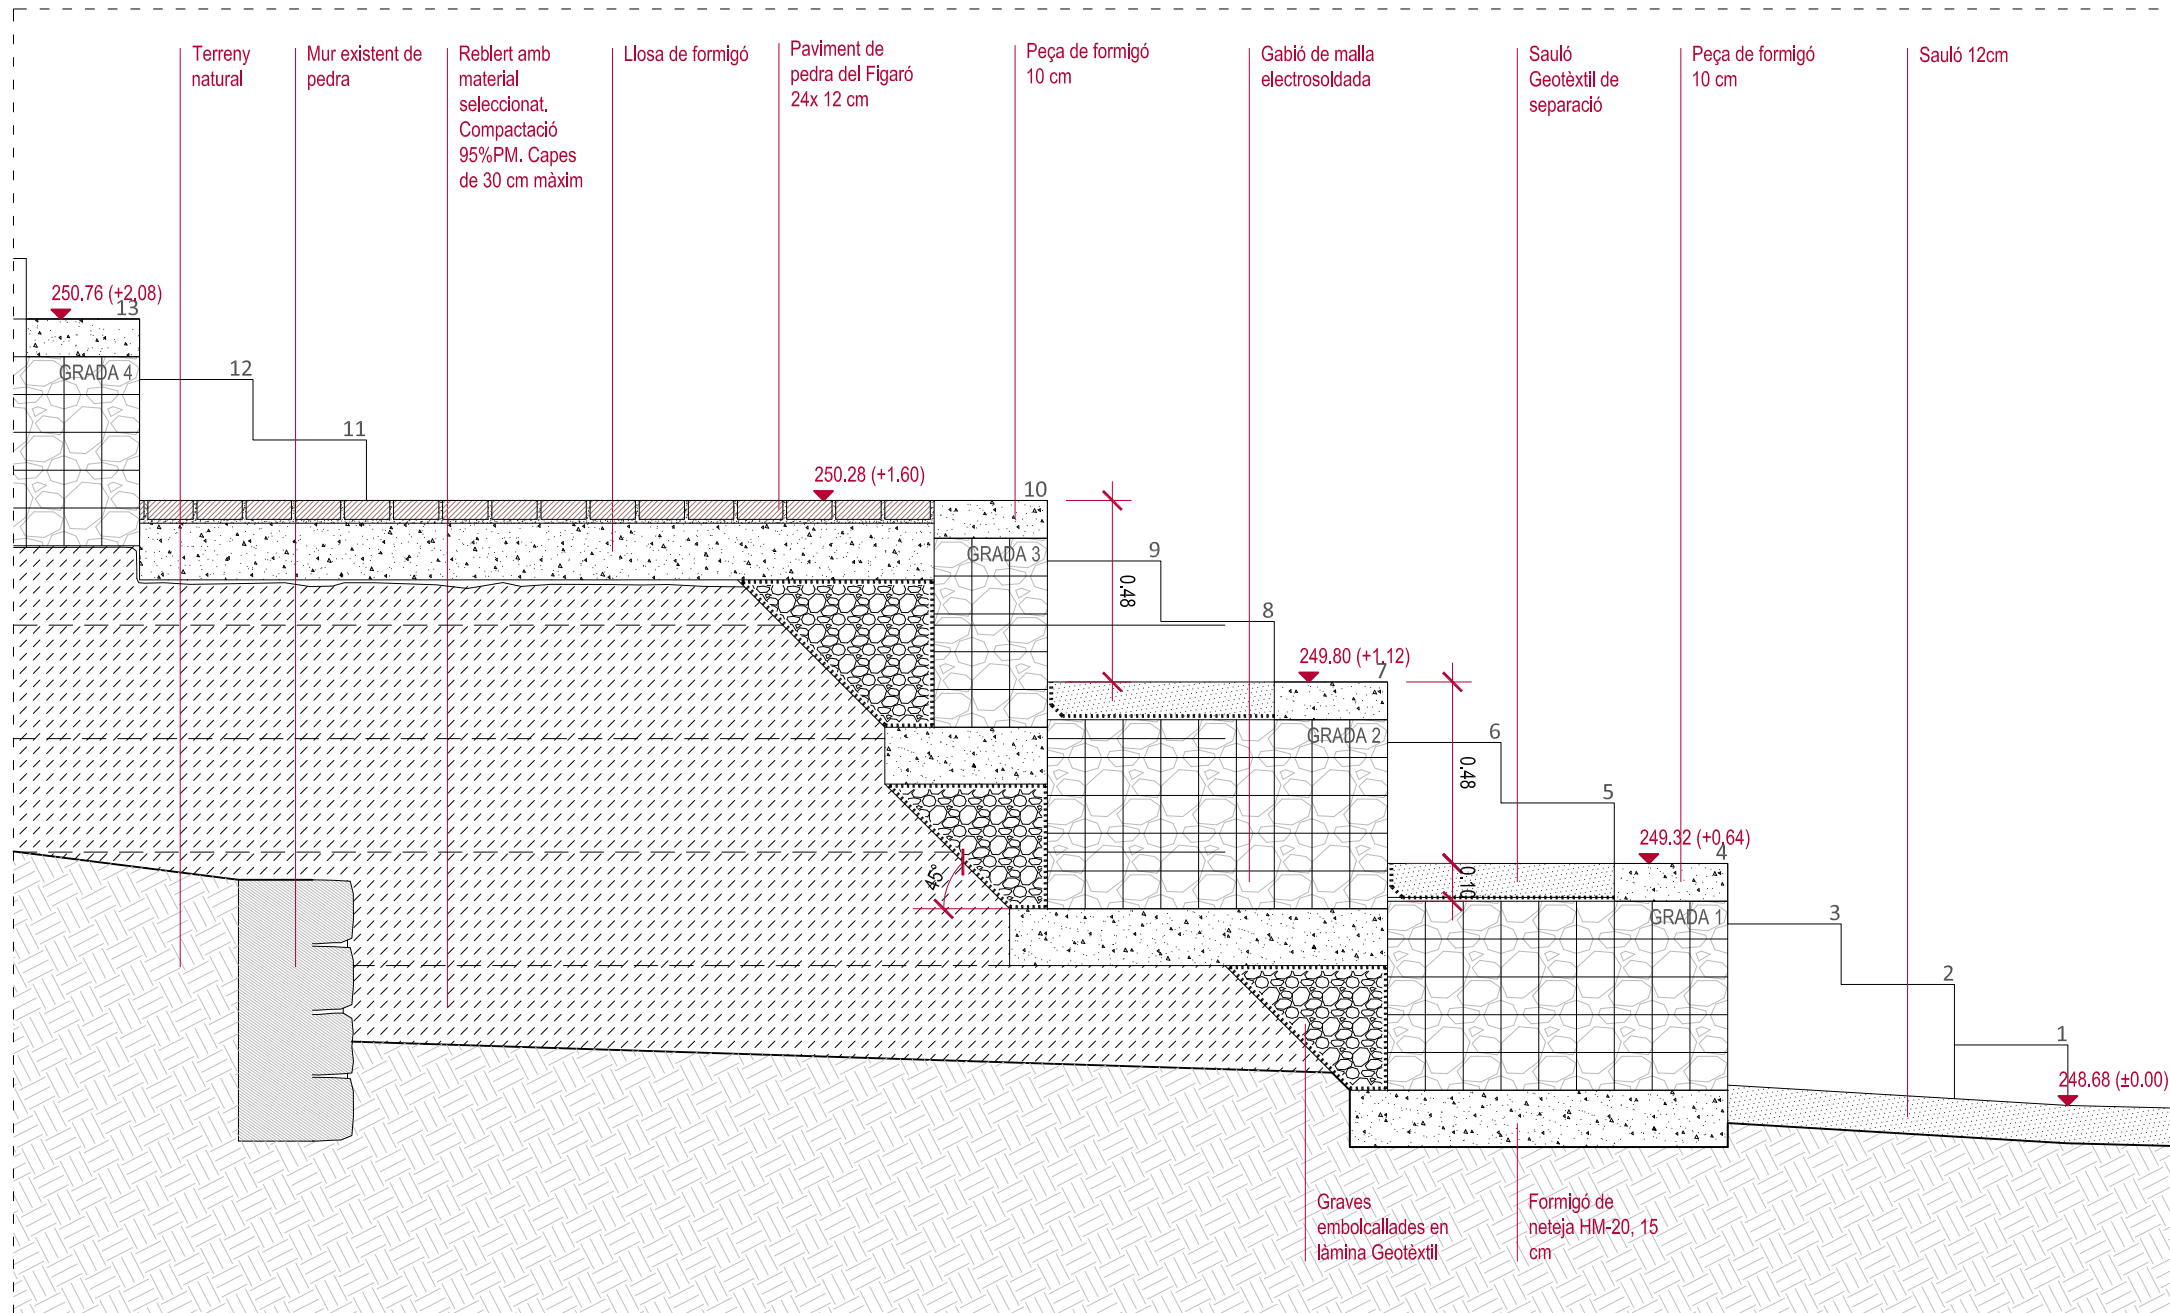 Terreny
natural
Mur existent de
pedra
Reblert amb
material
seleccionat.
Compactació
95%PM. Capes
de 30 cm màxim
Llosa de formigó
Paviment de
pedra del Figaró
24x 12 cm
Peça de formigó
10 cm
Gabió de malla
electrosoldada
Sauló
Geotèxtil de
separació
Peça de formigó
10 cm
Sauló 12cm
250.76 (+2.08)
13
GRADA 4
12
11
250.28 (+1.60)
10
GRADA 3
9
0.48
8
249.80 (+1.12)
7
GRADA 2
6
0.48
5
249.32 (+0.64)
4
0.10
45°
GRADA 1
3
2
1
248.68 (±0.00)
Graves
embolcallades en
làmina Geotèxtil
Formigó de
neteja HM-20, 15
cm